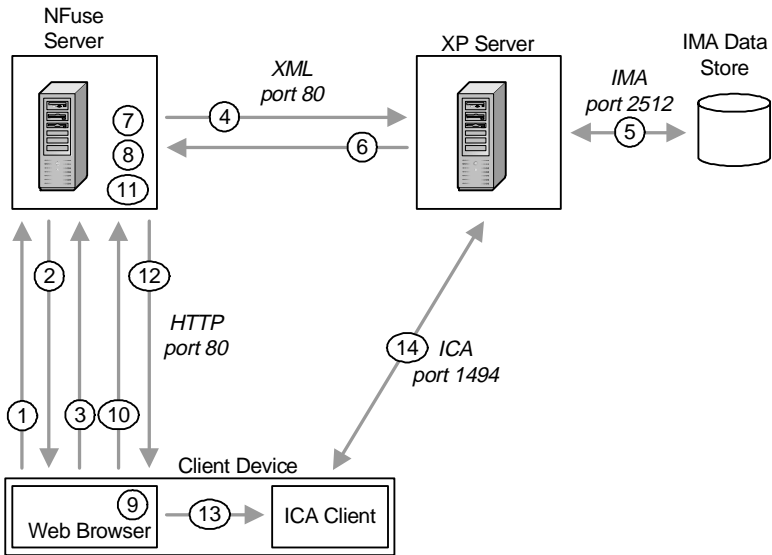 NFuse
Server
XP Server
IMA Data
Store
XML
port 80
IMA
port 2512
4
5
6
7
8
11
1
2
3
10
12
HTTP
port 80
14
ICA
port 1494
Client Device
9
Web Browser
13
ICA Client